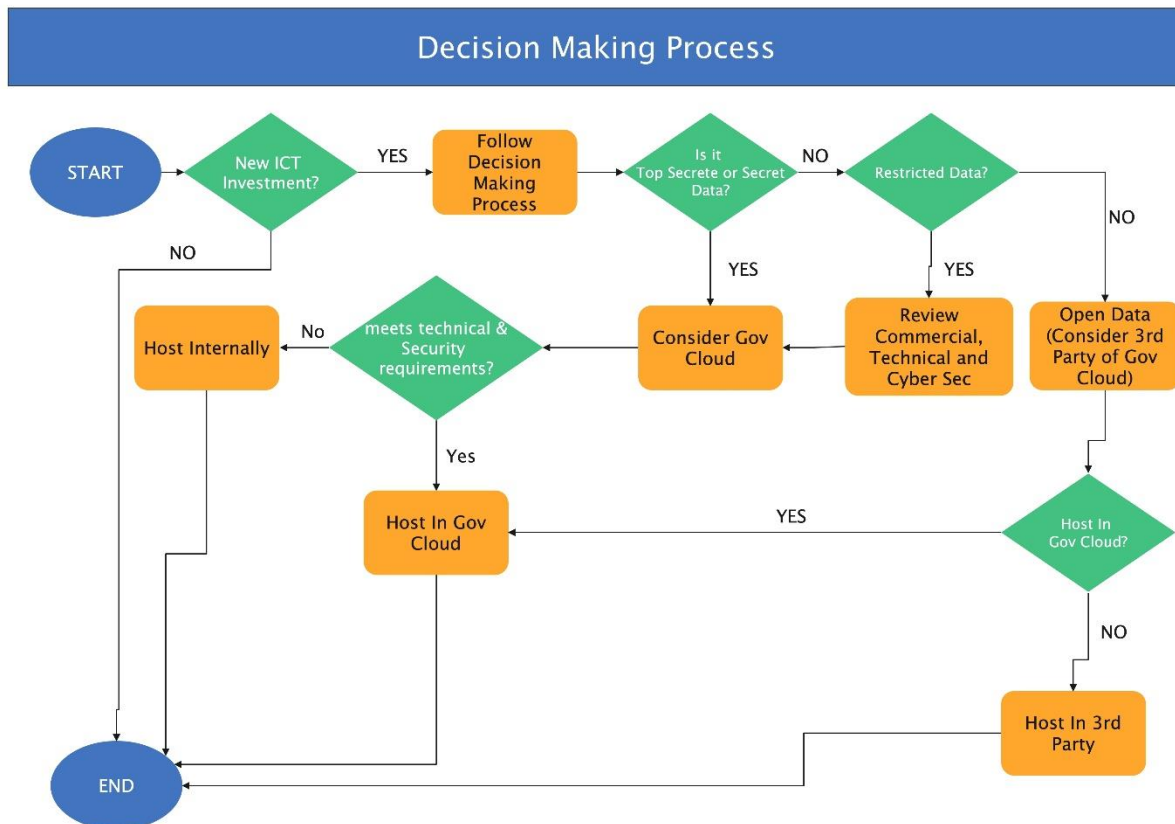 Decision Making Process
START
New ICT
Investment?
YES
Follow
Decision
Making
Process
Is it
Top Secrete or Secret
Data?
NO
Restricted Data?
NO
NO
YES
YES
Host Internally
No
meets technical &
Security
requirements?
Consider Gov
Cloud
Review
Commercial,
Technical and
Cyber Sec
Open Data
(Consider 3rd
Party of Gov
Cloud)
Yes
Host In Gov
Cloud
YES
Host In
Gov Cloud?
NO
Host In 3rd
Party
END